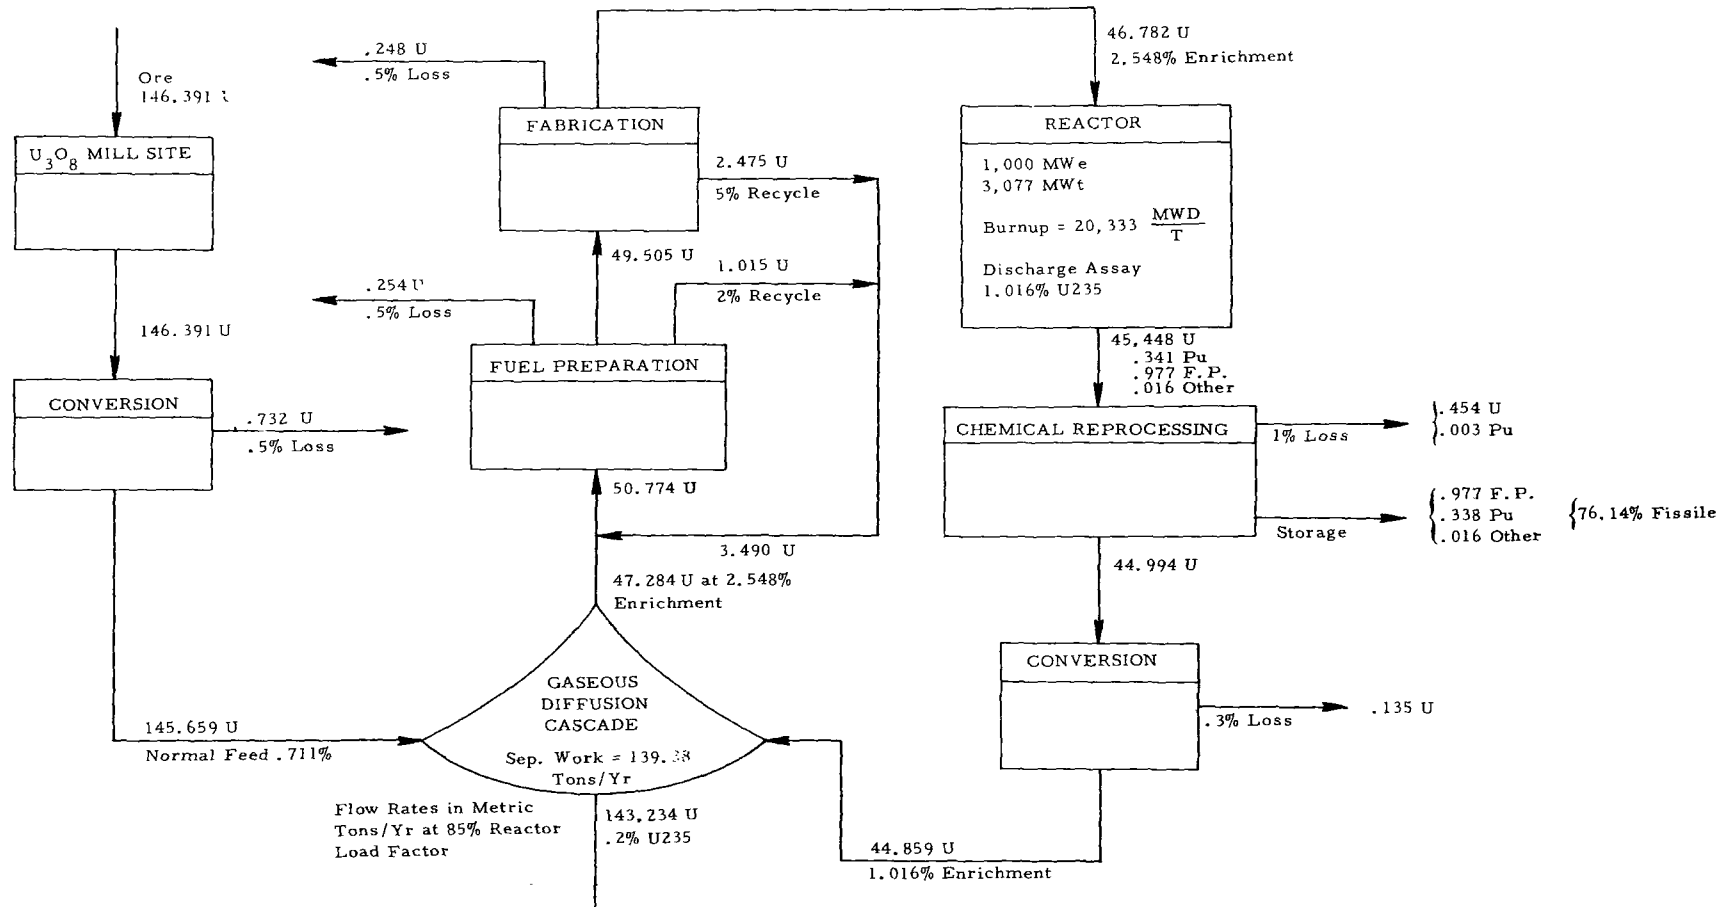 Ore
146.391
U3O8 MILL SITE
146.391 U
CONVERSION
.732 U
.5% Loss
145.659 U
Normal Feed .711%
.248 U
.5% Loss
FABRICATION
2.475 U
5% Recycle
49.505 U
1.015 U
2% Recycle
.254 U
.5% Loss
FUEL PREPARATION
50.774 U
3.490 U
47.284 U at 2.548%
Enrichment
GASEOUS
DIFFUSION
CASCADE
Sep. Work = 139.38
Tons/Yr
Flow Rates in Metric
Tons/Yr at 85% Reactor
Load Factor
143,234 U
.2% U235
46.782 U
2.548% Enrichment
REACTOR
1,000 MWe
3,077 MWt
Burnup = 20,333 MWD
T
Discharge Assay
1.016% U235
45,448 U
.341 Pu
.977 F.P.
.016 Other
CHEMICAL REPROCESSING
1% Loss
.454 U
.003 Pu
Storage
.977 F.P.
.338 Pu
.016 Other
76.14% Fissile
44.994 U
CONVERSION
.3% Loss
.135 U
44.859 U
1.016% Enrichment